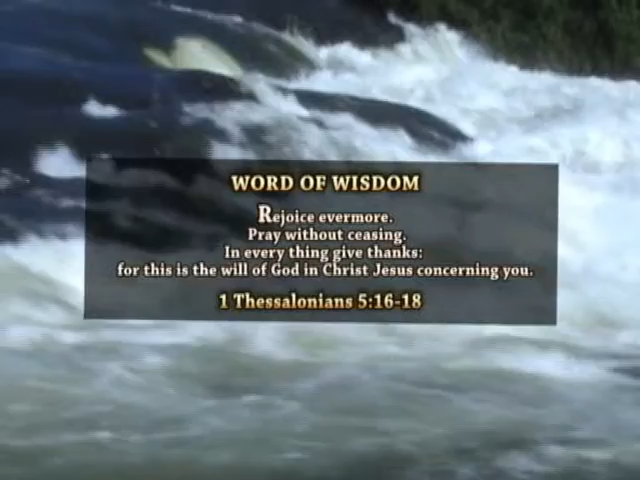 WORD OF WISDOM
Rejoice evermore.
Pray without ceasing.
In every thing give thanks:
for this is the will of God in Christ Jesus concerning you.
1 Thessalonians 5:16-18